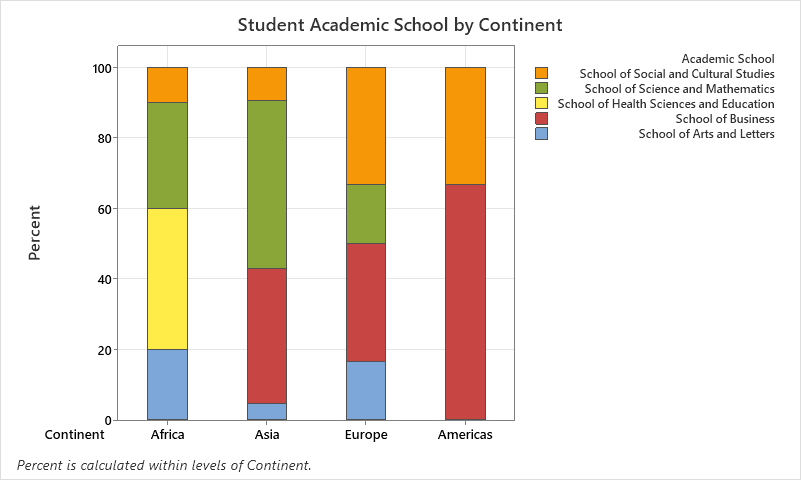 Student Academic School by Continent
Academic School
School of Social and Cultural Studies
School of Science and Mathematics
School of Health Sciences and Education
School of Business
School of Arts and Letters
Percent
100
80
60
40
20
0
Continent Africa Asia Europe Americas
Percent is calculated within levels of Continent.